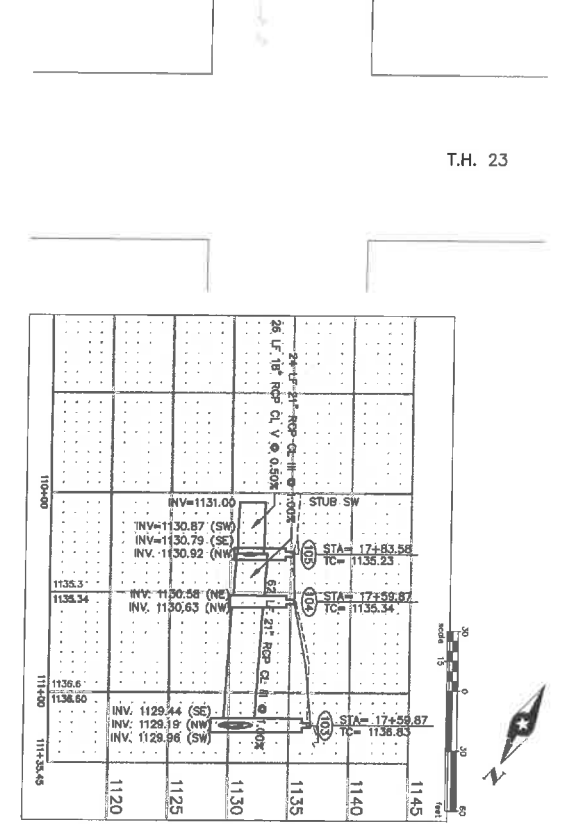 T.H. 23
26 LF 18" RCP CL V @ 0.50%
24 LF 21" RCP CL III @ 1.00%
INV=1131.00
STUB SW
INV=1130.87 (SW)
INV=1130.79 (SE)
INV. 1130.92 (NW)
105
STA= 17+83.58
TC= 1135.23
INV. 1130.58 (NE)
INV. 1130.63 (NW)
104
STA= 17+59.87
TC= 1135.34
62 LF 21" RCP CL III @ 1.00%
INV. 1129.44 (SE)
INV. 1129.19 (NW)
INV. 1129.96 (SW)
103
STA= 17+59.87
TC= 1136.83
110+00
1135.3
1135.34
111+00
1136.6
1136.60
111+35.45
1120
1125
1130
1135
1140
1145
30
0
30
60
scale 15
feet
N